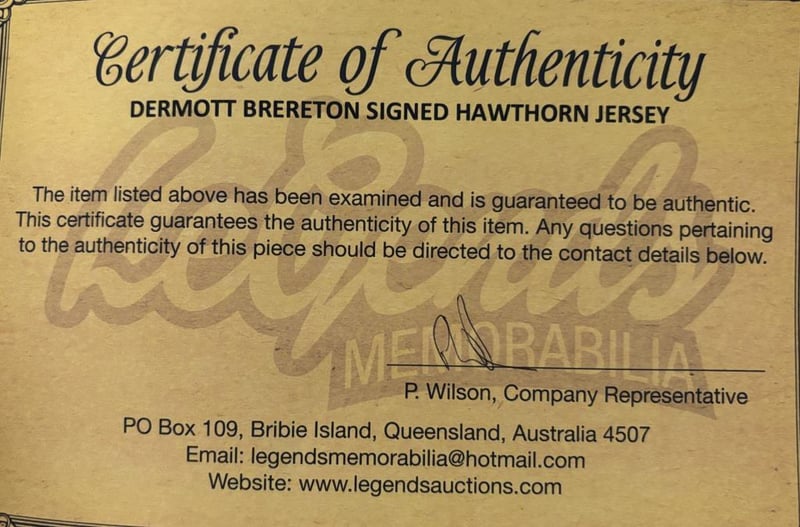 Certificate of Authenticity
DERMOTT BRERETON SIGNED HAWTHORN JERSEY
The item listed above has been examined and is guaranteed to be authentic.
This certificate guarantees the authenticity of this item. Any questions pertaining
to the authenticity of this piece should be directed to the contact details below.
Legends
MEMORABILIA
P. Wilson, Company Representative
PO Box 109, Bribie Island, Queensland, Australia 4507
Email: legendsmemorabilia@hotmail.com
Website: www.legendsauctions.com